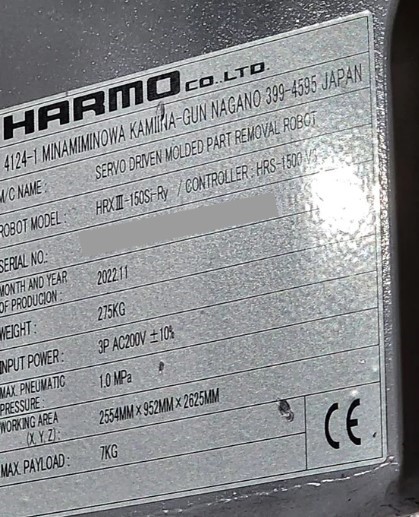 HARMO CO.,LTD.
4124-1 MINAMIMINOWA KAMIINA-GUN NAGANO 399-4595 JAPAN
M/C NAME : SERVO DRIVEN MOLDED PART REMOVAL ROBOT
ROBOT MODEL : HRXⅢ-150Si-Ry / CONTROLLER : HRS-1500
SERIAL NO.:
MONTH AND YEAR
OF PRODUCION : 2022.11
WEIGHT : 275KG
INPUT POWER : 3P AC200V ±10%
MAX. PNEUMATIC
PRESSURE : 1.0 MPa
WORKING AREA
(X, Y, Z) : 2554MM×952MM×2625MM
MAX. PAYLOAD : 7KG
CE